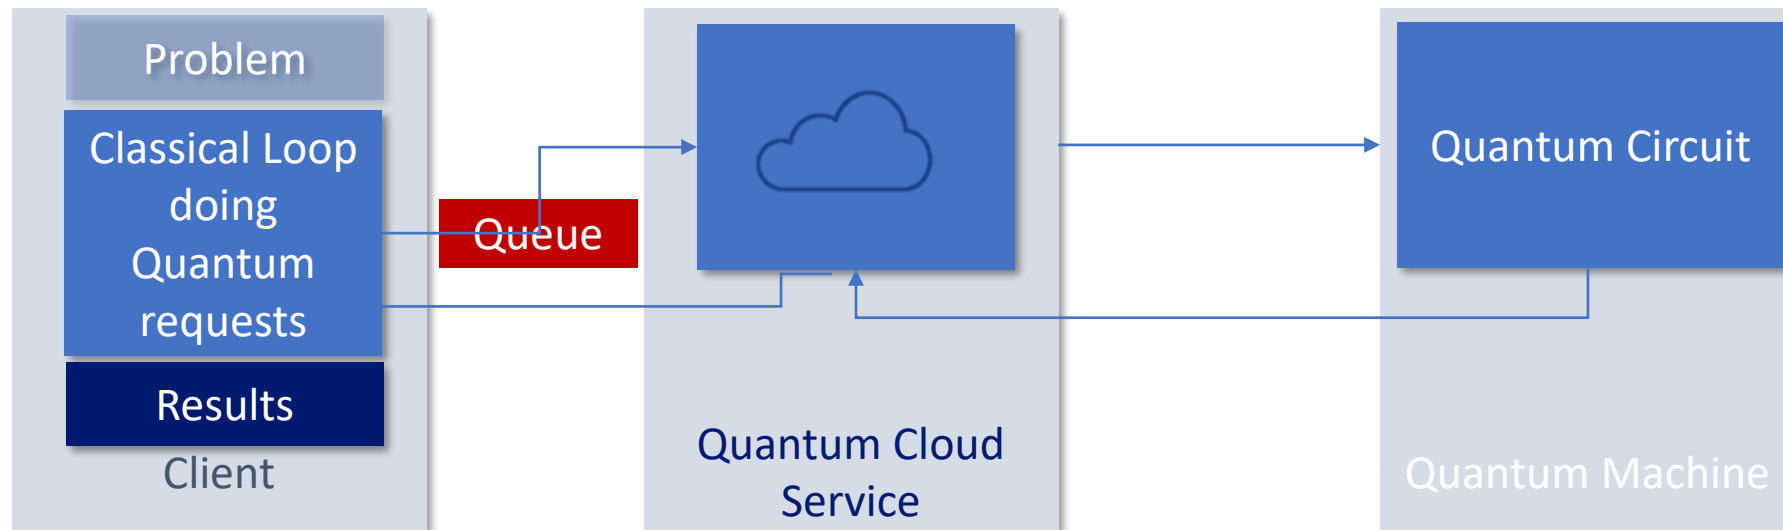 Problem
Classical Loop
doing
Quantum
requests
Results
Client
Queue
Quantum Cloud
Service
Quantum Circuit
Quantum Machine